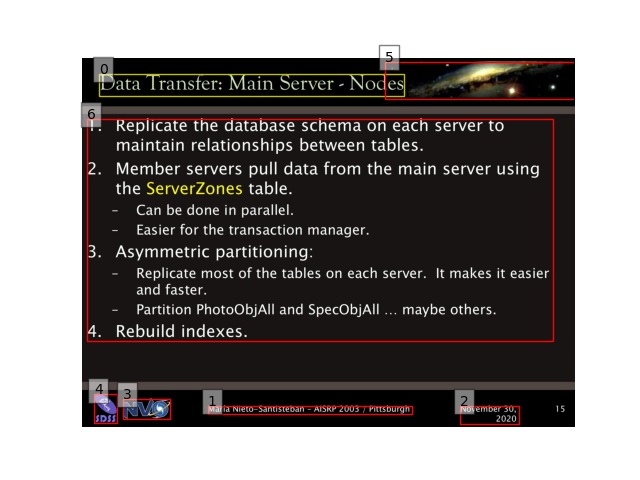 0
5
Data Transfer: Main Server - Nodes
6
1. Replicate the database schema on each server to
maintain relationships between tables.
2. Member servers pull data from the main server using
the ServerZones table.
– Can be done in parallel.
– Easier for the transaction manager.
3. Asymmetric partitioning:
– Replicate most of the tables on each server. It makes it easier
and faster.
– Partition PhotoObjAll and SpecObjAll … maybe others.
4. Rebuild indexes.
4
3
1
2
SDSS
NVO
María Nieto-Santisteban - AISRP 2003 / Pittsburgh
November 30,
2020
15